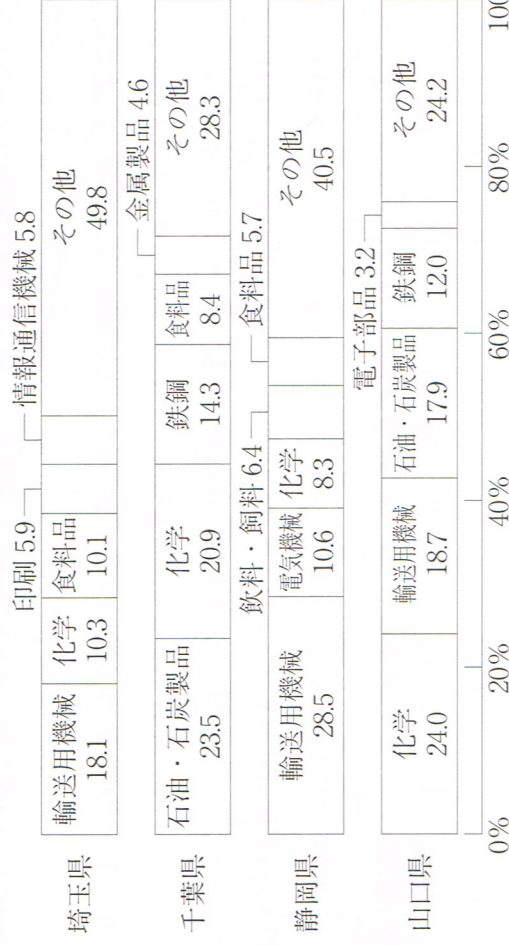 印刷 5.9
情報通信機械 5.8
埼玉県
輸送用機械
18.1
化学
10.3
食料品
10.1
その他
49.8
金属製品 4.6
千葉県
石油・石炭製品
23.5
化学
20.9
鉄鋼
14.3
食料品
8.4
その他
28.3
飲料・飼料 6.4
食料品 5.7
静岡県
輸送用機械
28.5
電気機械
10.6
化学
8.3
その他
40.5
電子部品 3.2
山口県
化学
24.0
輸送用機械
18.7
石油・石炭製品
17.9
鉄鋼
12.0
その他
24.2
0%
20%
40%
60%
80%